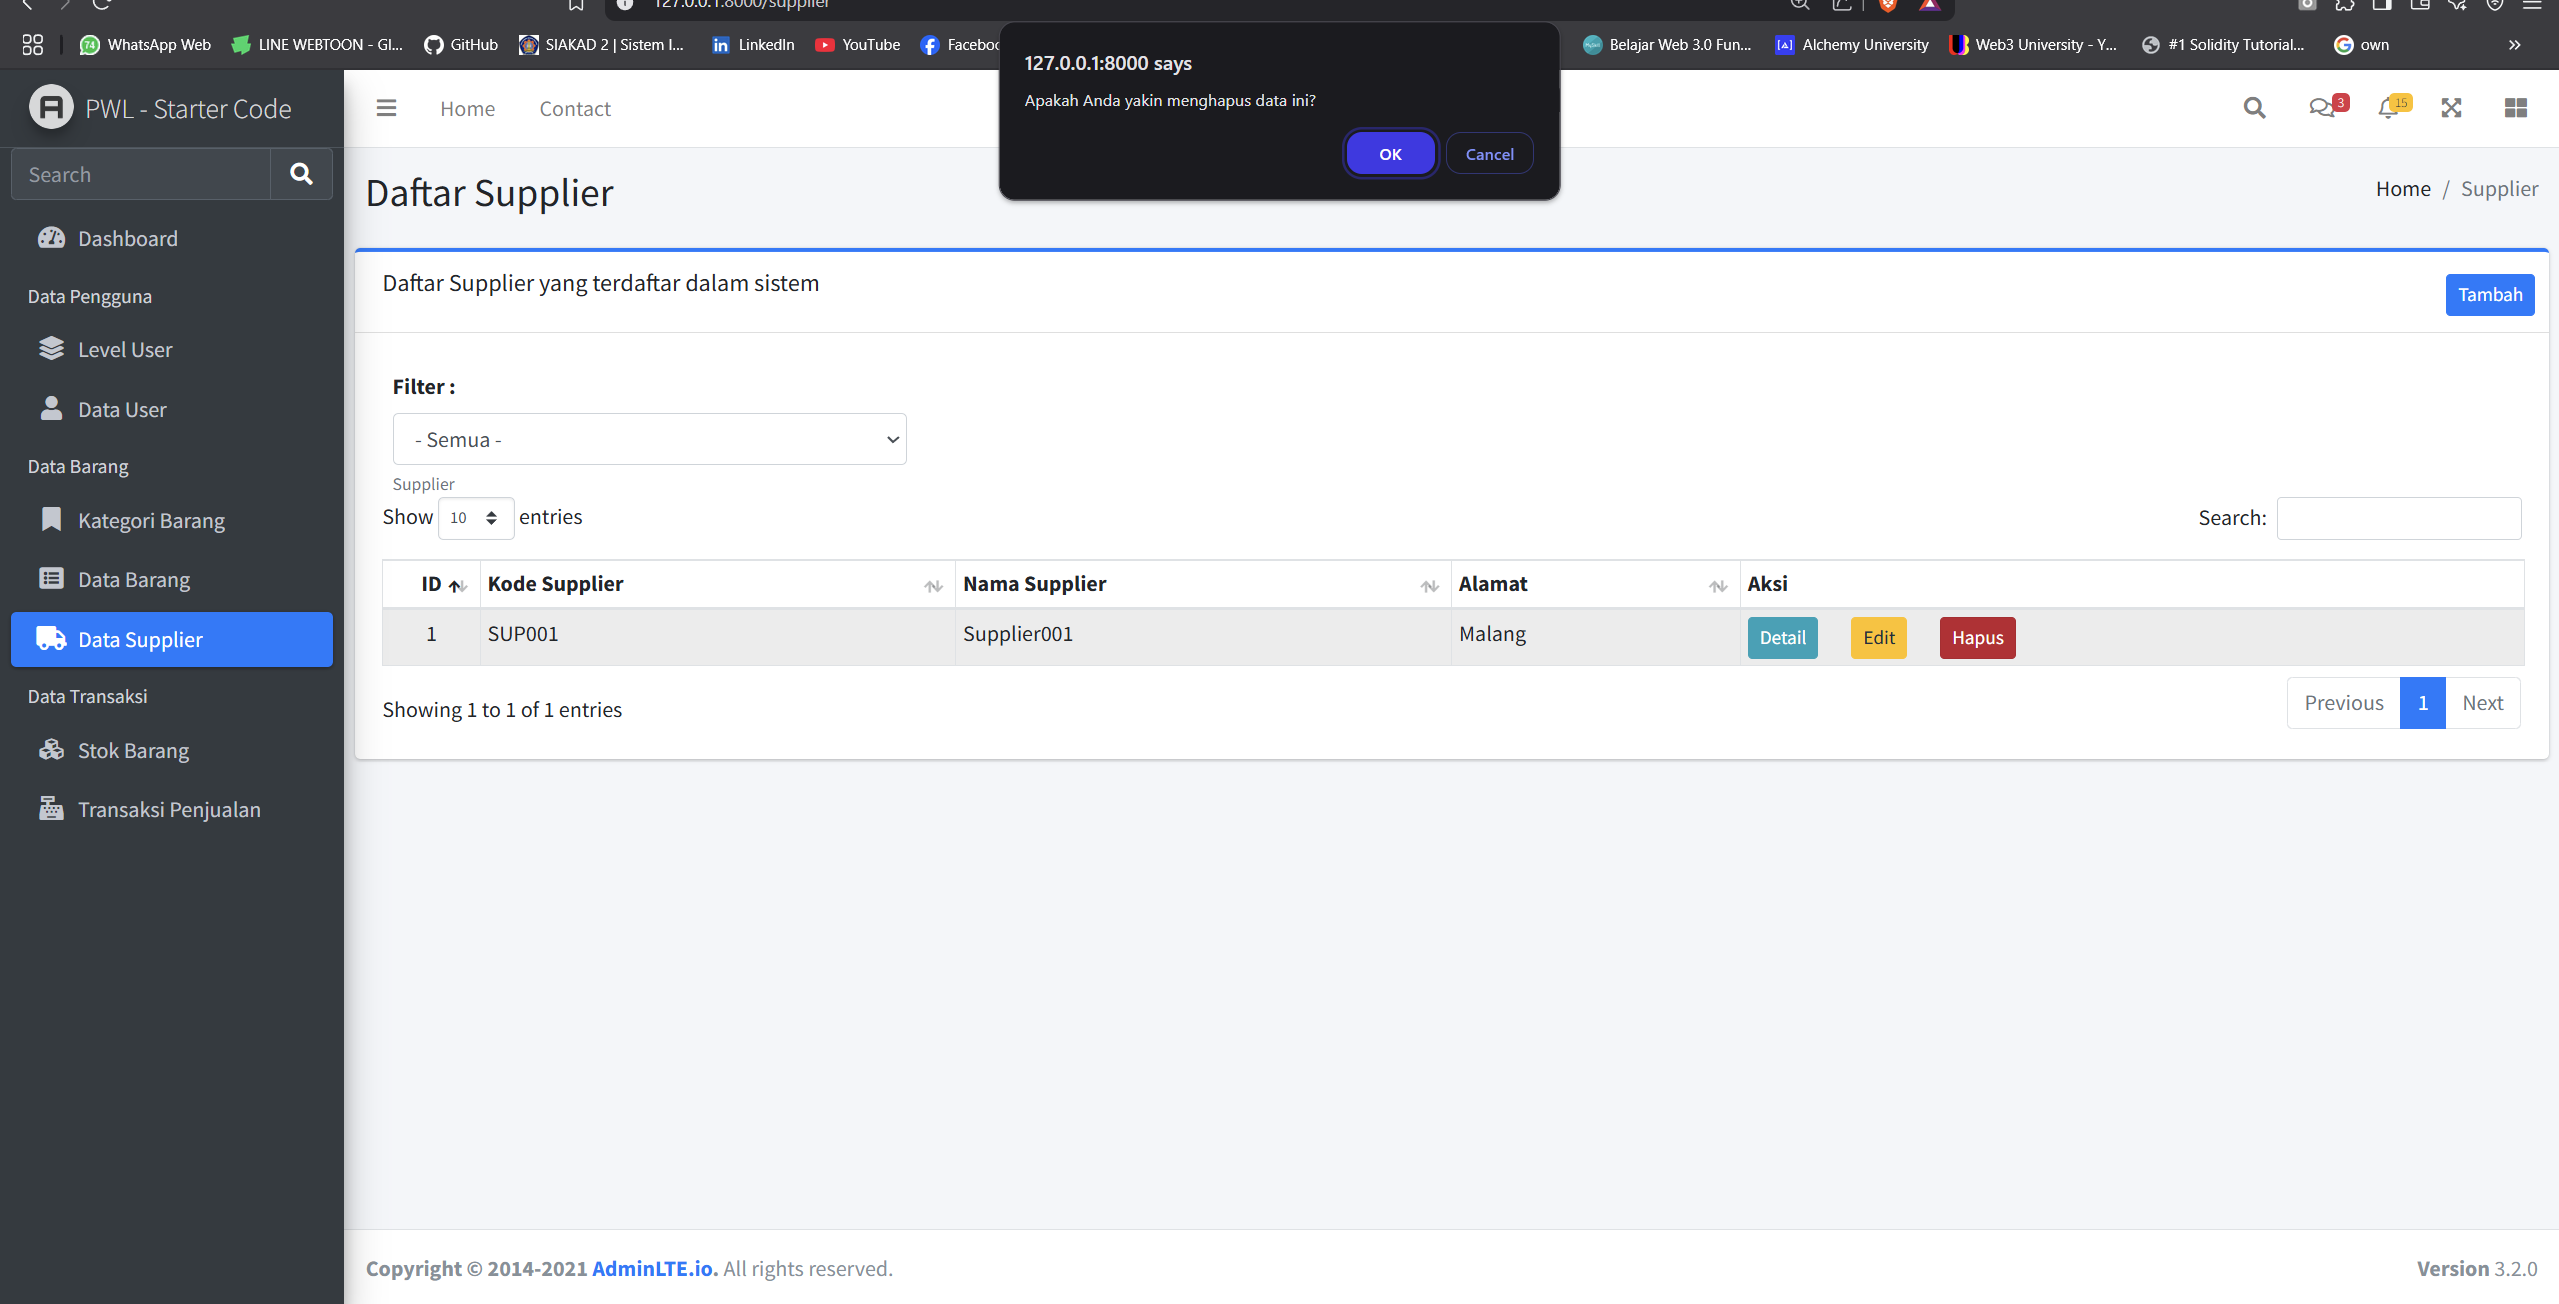 127.0.0.1:8000/supplier
74 WhatsApp Web LINE WEBTOON - Gl... GitHub SIAKAD 2 | Sistem I... LinkedIn YouTube Faceboo Belajar Web 3.0 Fun... Alchemy University Web3 University - Y... #1 Solidity Tutorial... own
127.0.0.1:8000 says
Apakah Anda yakin menghapus data ini?
OK Cancel
PWL - Starter Code
Home Contact
3 15
Search
Dashboard
Data Pengguna
Level User
Data User
Data Barang
Kategori Barang
Data Barang
Data Supplier
Data Transaksi
Stok Barang
Transaksi Penjualan
Daftar Supplier
Home / Supplier
Daftar Supplier yang terdaftar dalam sistem
Tambah
Filter :
- Semua -
Supplier
Show 10 entries
Search:
ID Kode Supplier Nama Supplier Alamat Aksi
1 SUP001 Supplier001 Malang Detail Edit Hapus
Showing 1 to 1 of 1 entries
Previous 1 Next
Copyright © 2014-2021 AdminLTE.io. All rights reserved.
Version 3.2.0